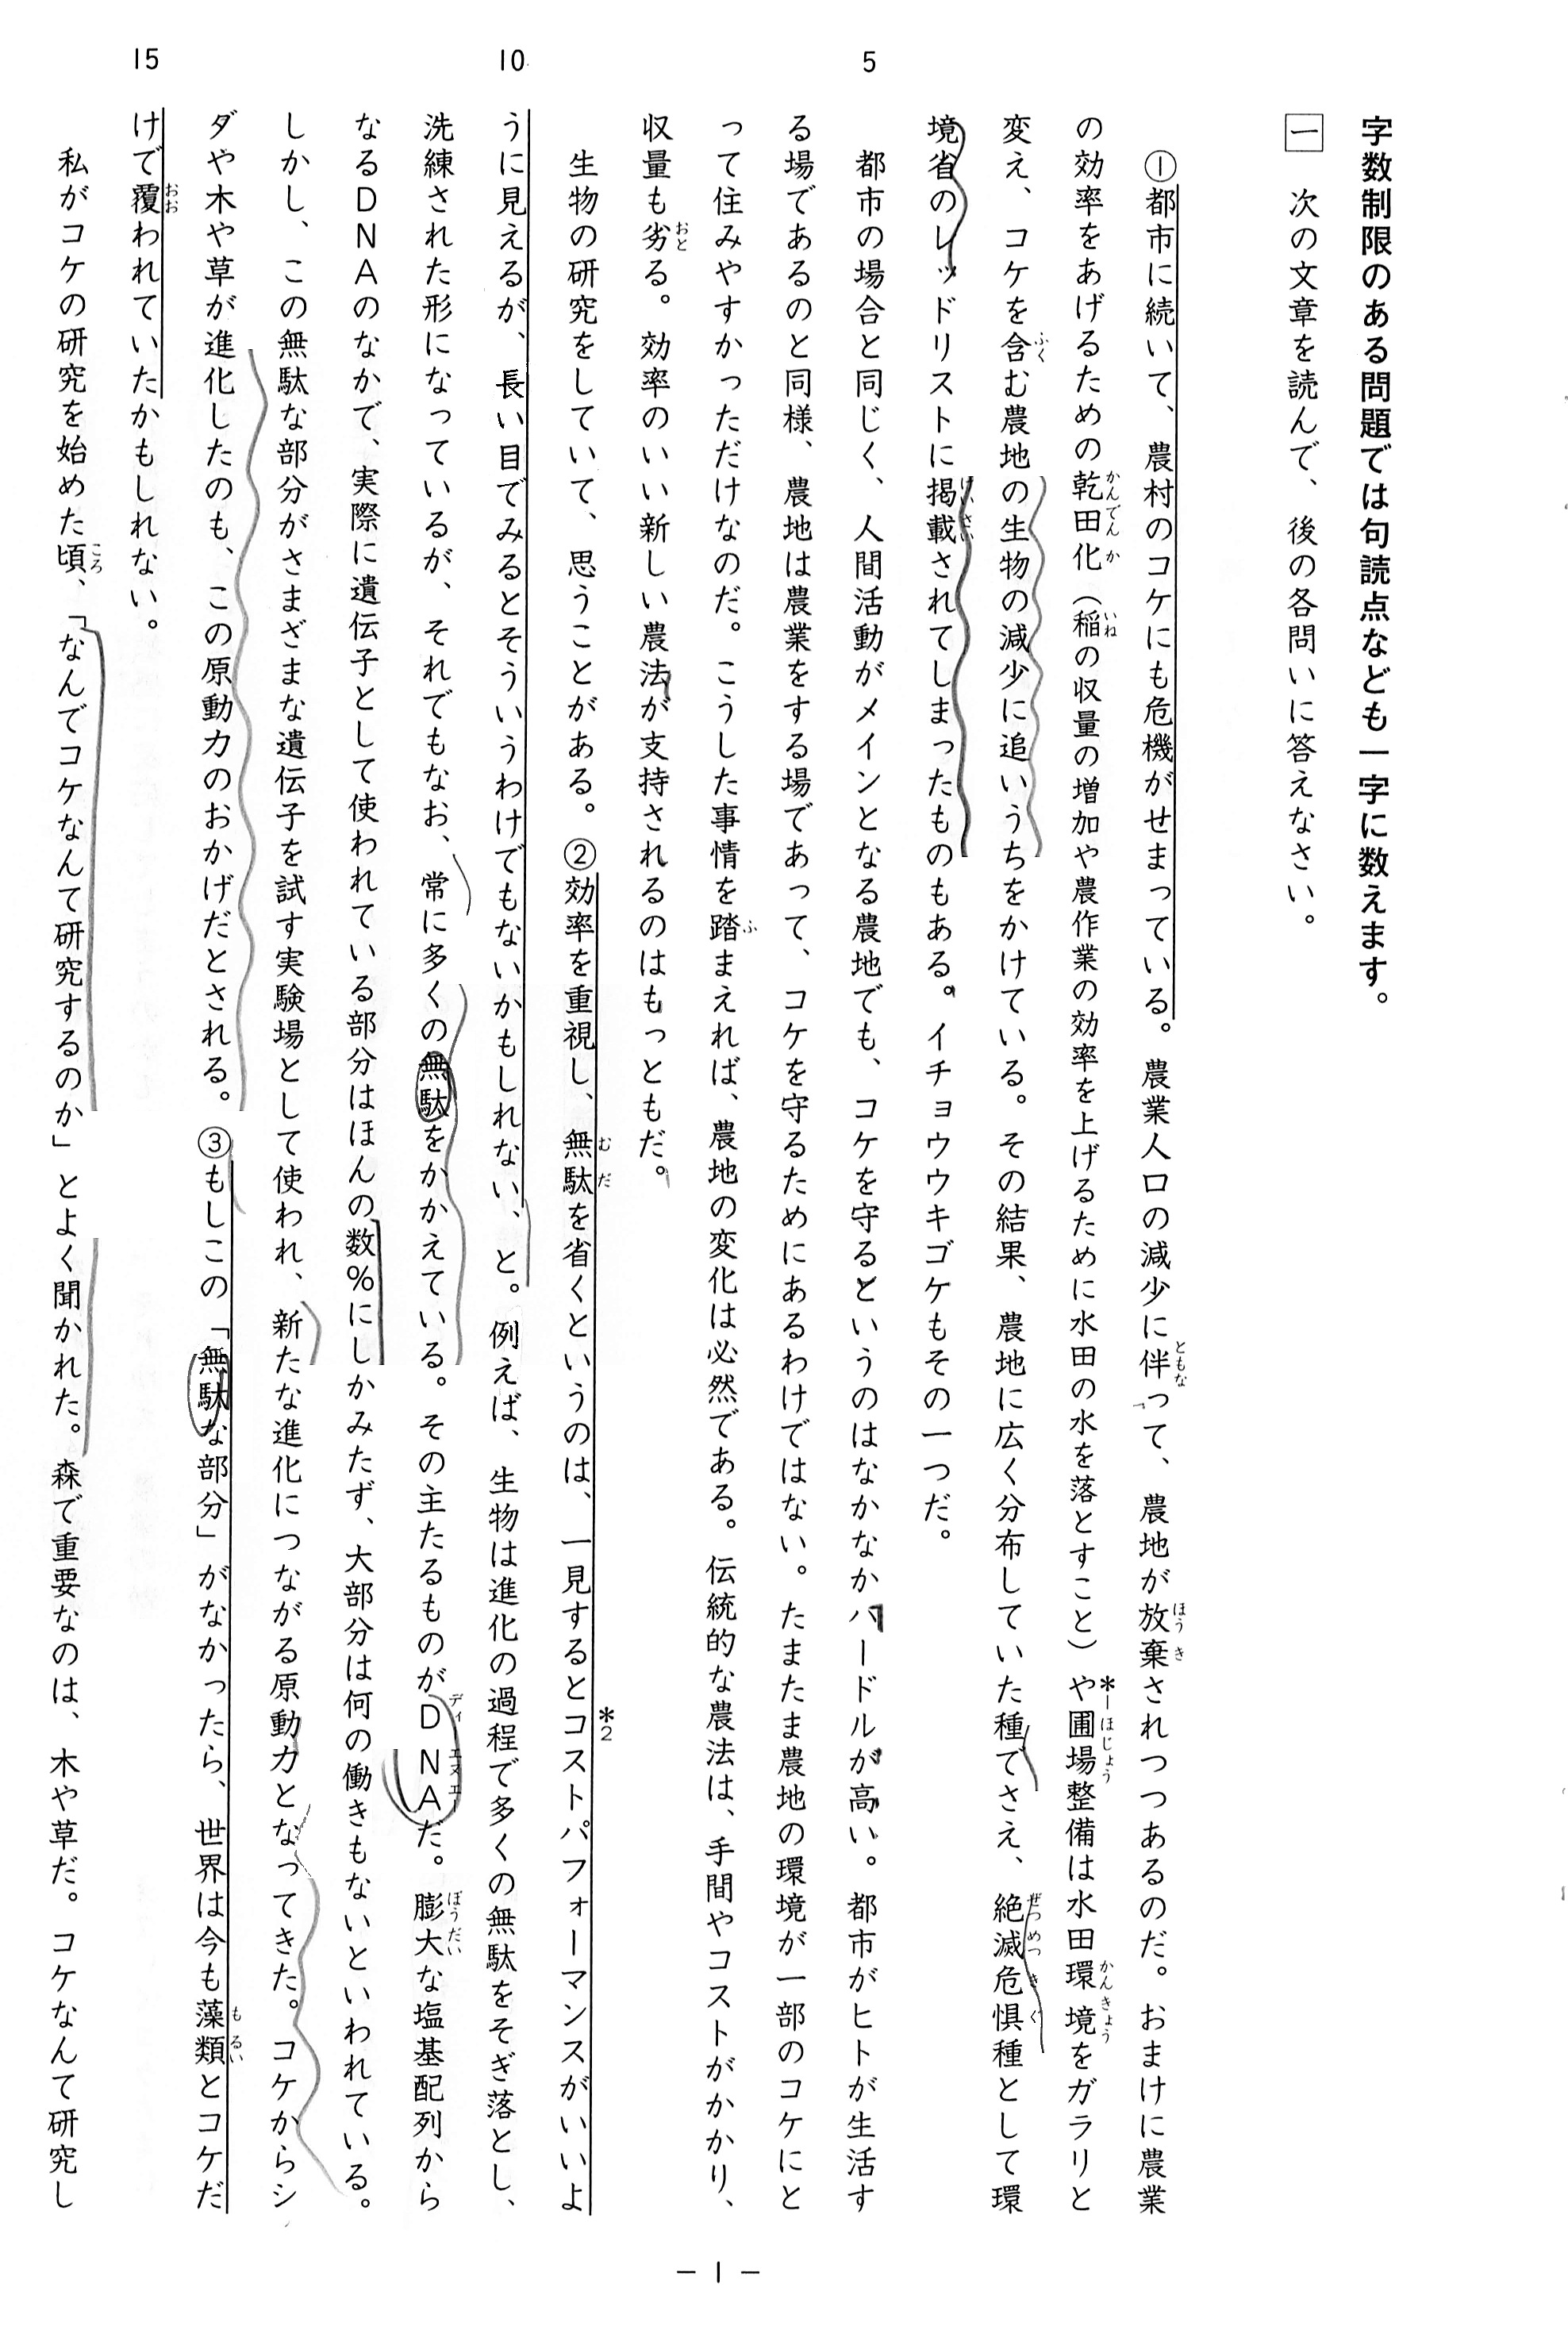 字数制限のある問題では句読点なども一字に数えます。
一 次の文章を読んで、後の各問いに答えなさい。
①都市に続いて、農村のコケにも危機がせまっている。農業人口の減少に伴って、農地が放棄されつつあるのだ。おまけに農業
の効率をあげるための乾田化（稲の収量の増加や農作業の効率を上げるために水田の水を落とすこと）や*1圃場整備は水田環境をガラリと
変え、コケを含む農地の生物の減少に追いうちをかけている。その結果、農地に広く分布していた種でさえ、絶滅危惧種として環
境省のレッドリストに掲載されてしまったものもある。イチョウウキゴケもその一つだ。
5 都市の場合と同じく、人間活動がメインとなる農地でも、コケを守るというのはなかなかハードルが高い。都市がヒトが生活す
る場であるのと同様、農地は農業をする場であって、コケを守るためにあるわけではない。たまたま農地の環境が一部のコケにと
って住みやすかっただけなのだ。こうした事情を踏まえれば、農地の変化は必然である。伝統的な農法は、手間やコストがかかり、
収量も劣る。効率のいい新しい農法が支持されるのはもっともだ。
生物の研究をしていて、思うことがある。②効率を重視し、無駄を省くというのは、一見すると*2コストパフォーマンスがいいよ
10 うに見えるが、長い目でみるとそういうわけでもないかもしれない、と。例えば、生物は進化の過程で多くの無駄をそぎ落とし、
洗練された形になっているが、それでもなお、常に多くの無駄をかかえている。その主たるものがDNAだ。膨大な塩基配列から
なるDNAのなかで、実際に遺伝子として使われている部分はほんの数%にしかみたず、大部分は何の働きもないといわれている。
しかし、この無駄な部分がさまざまな遺伝子を試す実験場として使われ、新たな進化につながる原動力となってきた。コケからシ
ダや木や草が進化したのも、この原動力のおかげだとされる。③もしこの「無駄な部分」がなかったら、世界は今も藻類とコケだ
15 けで覆われていたかもしれない。
私がコケの研究を始めた頃、「なんでコケなんて研究するのか」とよく聞かれた。森で重要なのは、木や草だ。コケなんて研究し
- 1 -